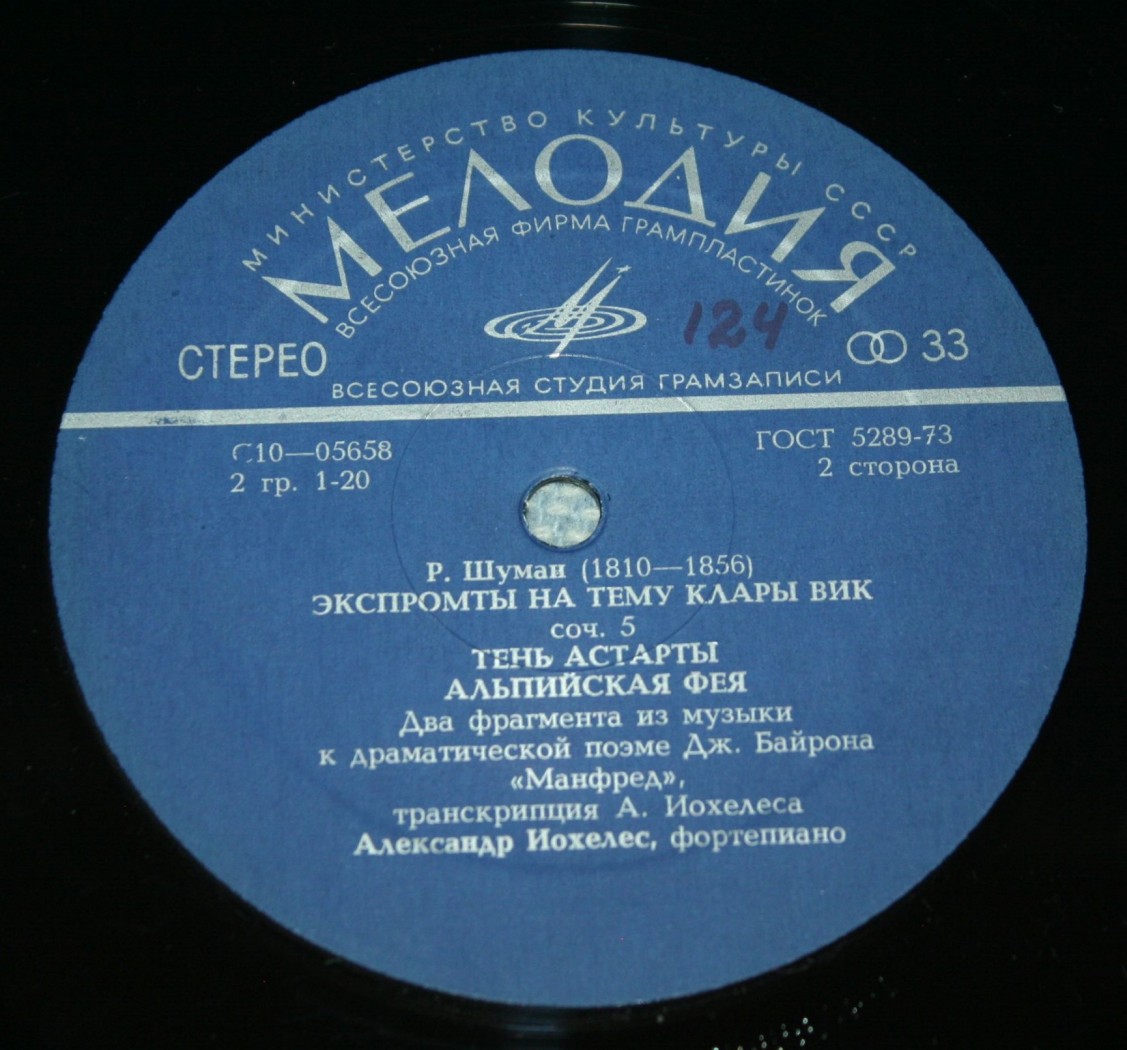 МИНИСТЕРСТВО КУЛЬТУРЫ СССР
МЕЛОДИЯ
ВСЕСОЮЗНАЯ ФИРМА ГРАМПЛАСТИНОК
124
СТЕРЕО
33
ВСЕСОЮЗНАЯ СТУДИЯ ГРАМЗАПИСИ
С10—05658
ГОСТ 5289-73
2 гр. 1-20
2 сторона
Р. Шуман (1810—1856)
ЭКСПРОМТЫ НА ТЕМУ КЛАРЫ ВИК
соч. 5
ТЕНЬ АСТАРТЫ
АЛЬПИЙСКАЯ ФЕЯ
Два фрагмента из музыки
к драматической поэме Дж. Байрона
«Манфред»,
транскрипция А. Иохелеса
Александр Иохелес, фортепиано